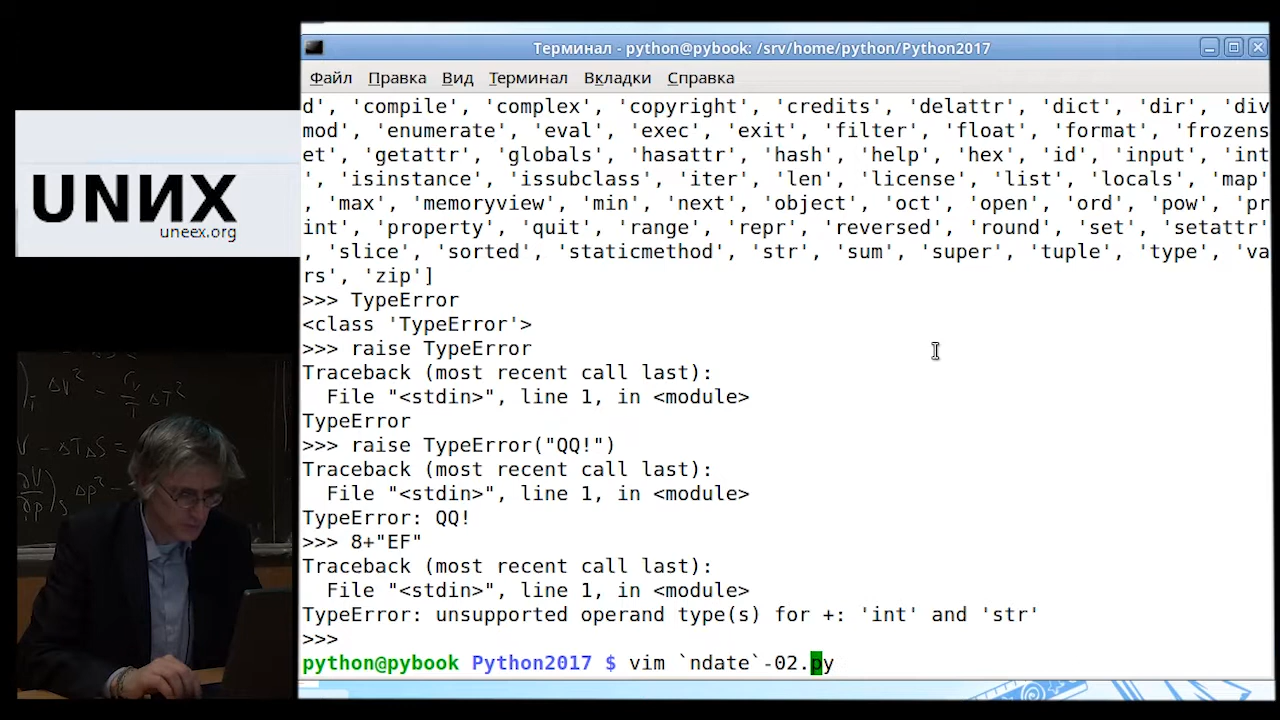 Терминал - python@pybook: /srv/home/python/Python2017
Файл Правка Вид Терминал Вкладки Справка
d', 'compile', 'complex', 'copyright', 'credits', 'delattr', 'dict', 'dir', 'div
mod', 'enumerate', 'eval', 'exec', 'exit', 'filter', 'float', 'format', 'frozens
et', 'getattr', 'globals', 'hasattr', 'hash', 'help', 'hex', 'id', 'input', 'int
', 'isinstance', 'issubclass', 'iter', 'len', 'license', 'list', 'locals', 'map'
, 'max', 'memoryview', 'min', 'next', 'object', 'oct', 'open', 'ord', 'pow', 'pr
int', 'property', 'quit', 'range', 'repr', 'reversed', 'round', 'set', 'setattr'
, 'slice', 'sorted', 'staticmethod', 'str', 'sum', 'super', 'tuple', 'type', 'va
rs', 'zip']
>>> TypeError
<class 'TypeError'>
>>> raise TypeError
Traceback (most recent call last):
  File "<stdin>", line 1, in <module>
TypeError
>>> raise TypeError("QQ!")
Traceback (most recent call last):
  File "<stdin>", line 1, in <module>
TypeError: QQ!
>>> 8+"EF"
Traceback (most recent call last):
  File "<stdin>", line 1, in <module>
TypeError: unsupported operand type(s) for +: 'int' and 'str'
>>>
python@pybook Python2017 $ vim `ndate`-02.py
UNИX
uneex.org